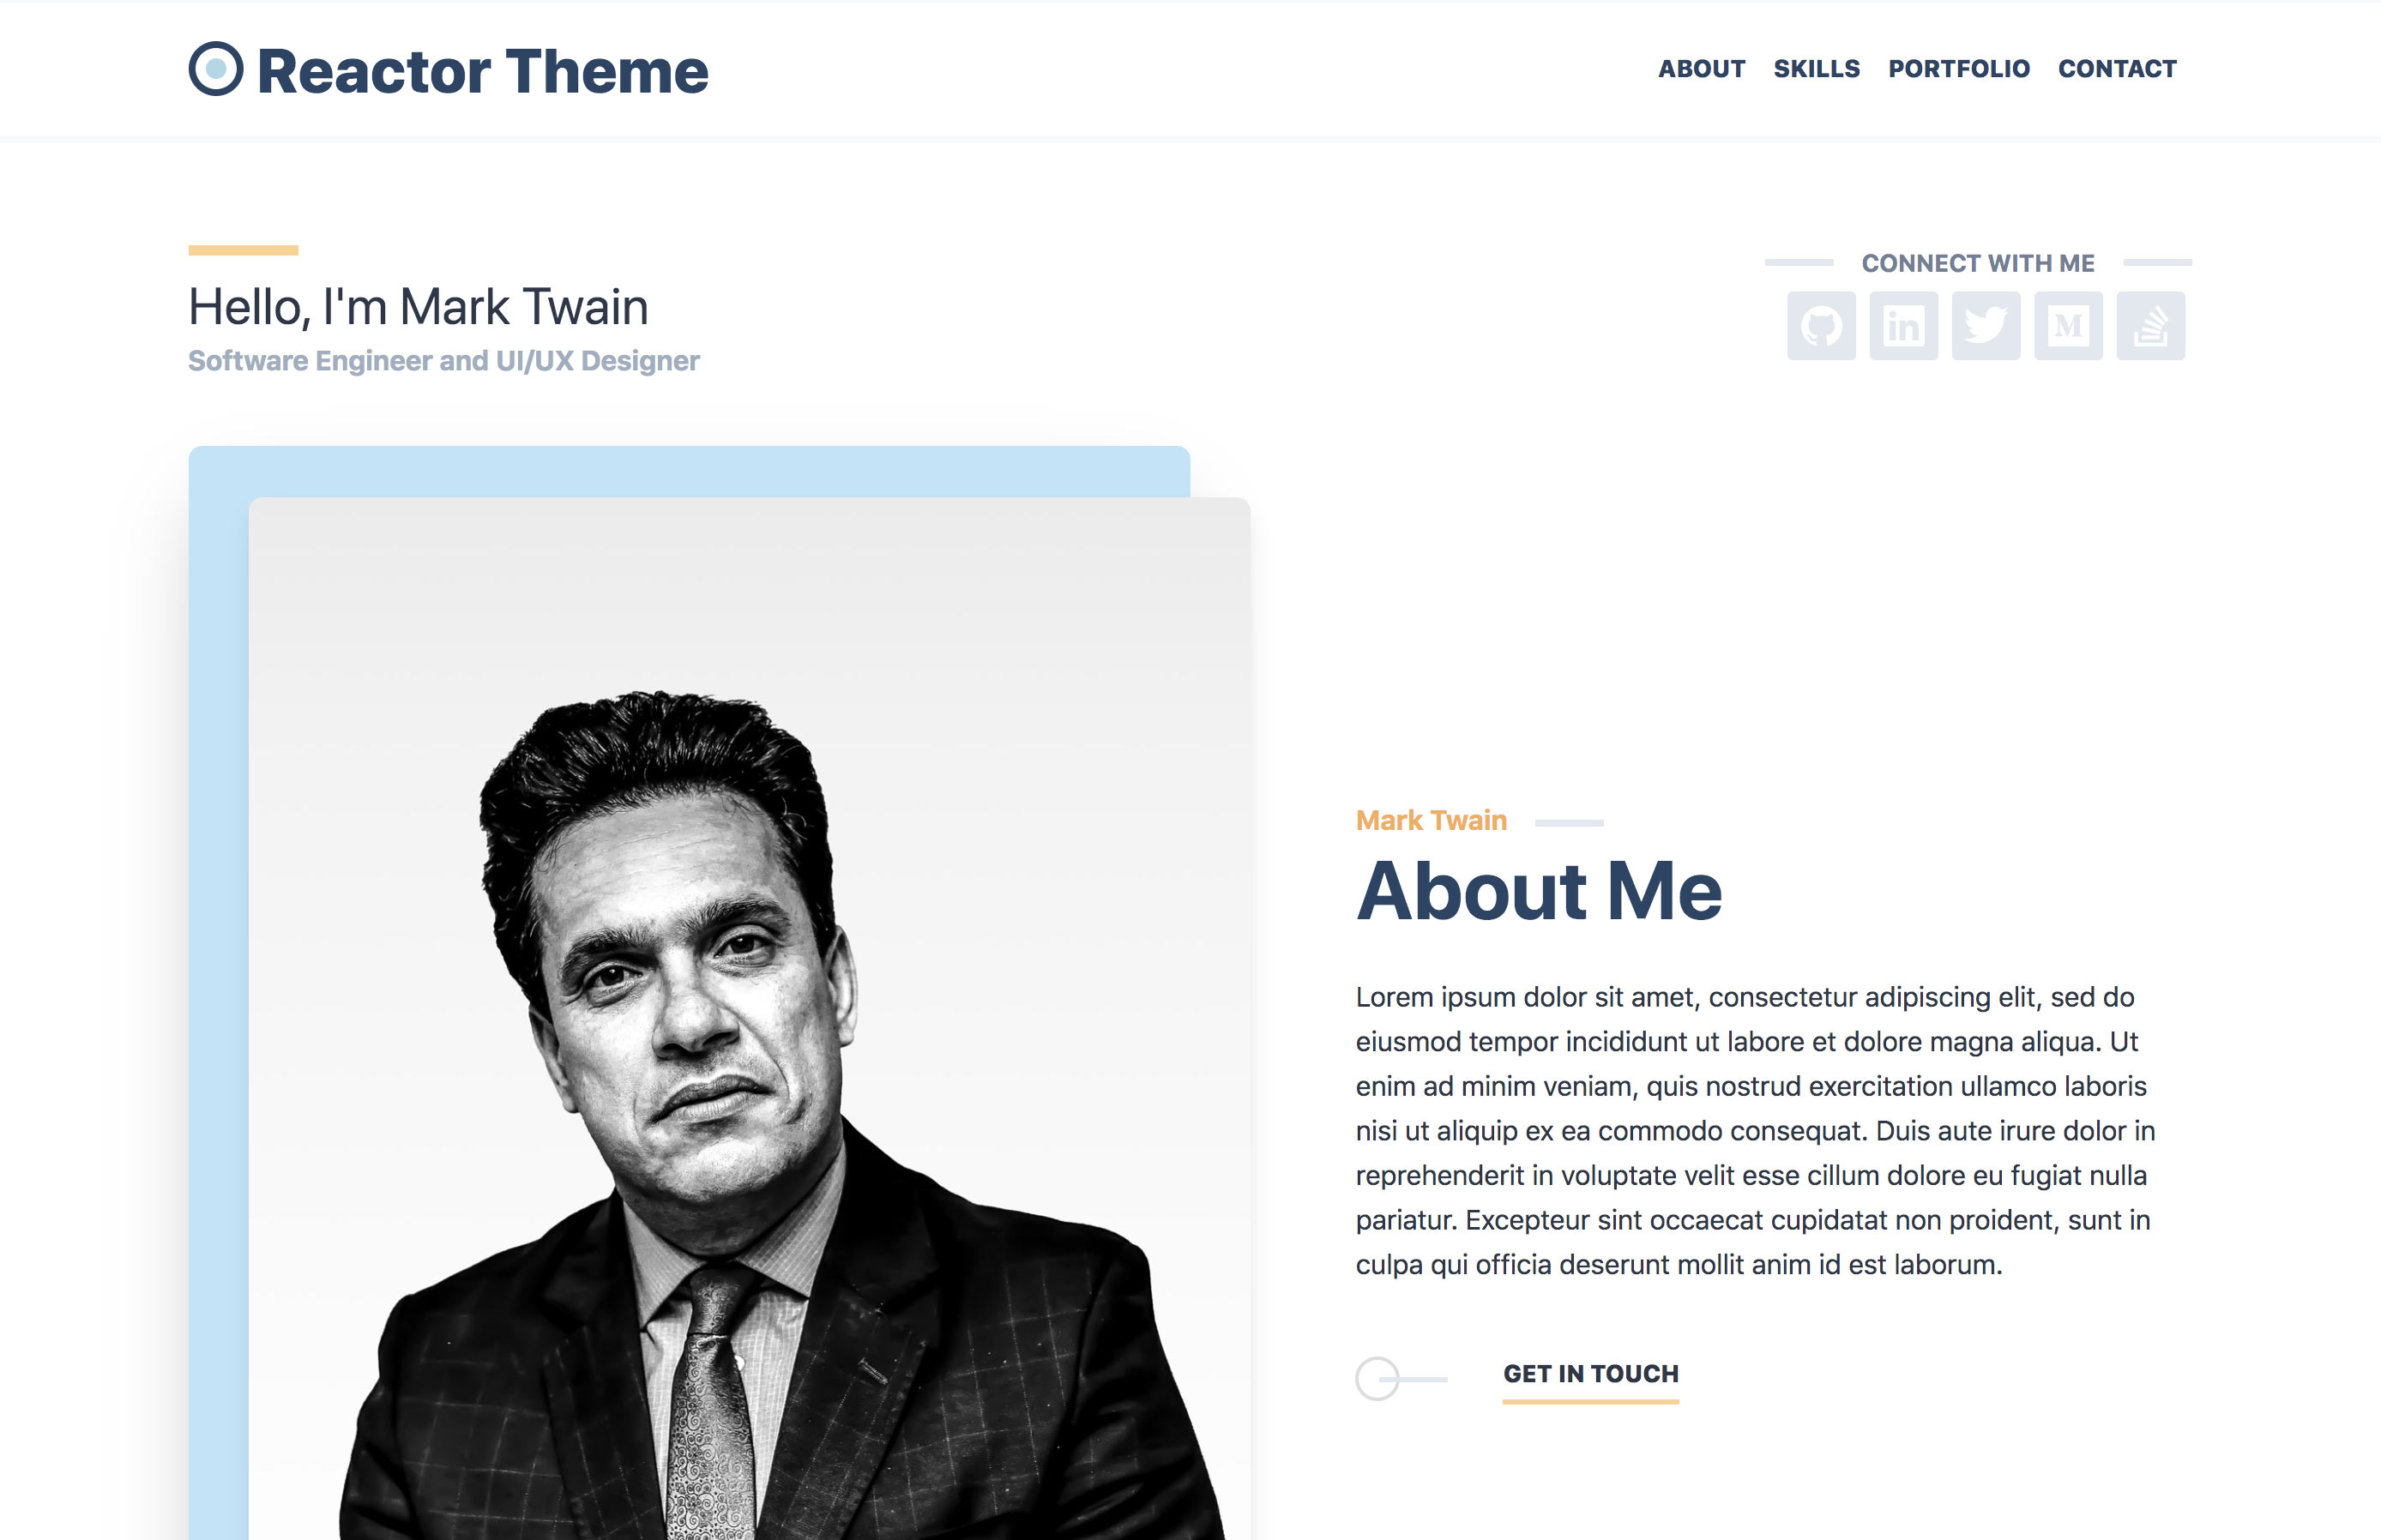 Reactor Theme
ABOUT SKILLS PORTFOLIO CONTACT
Hello, I'm Mark Twain
Software Engineer and UI/UX Designer
CONNECT WITH ME
in
M
Mark Twain
About Me
Lorem ipsum dolor sit amet, consectetur adipiscing elit, sed do
eiusmod tempor incididunt ut labore et dolore magna aliqua. Ut
enim ad minim veniam, quis nostrud exercitation ullamco laboris
nisi ut aliquip ex ea commodo consequat. Duis aute irure dolor in
reprehenderit in voluptate velit esse cillum dolore eu fugiat nulla
pariatur. Excepteur sint occaecat cupidatat non proident, sunt in
culpa qui officia deserunt mollit anim id est laborum.
GET IN TOUCH